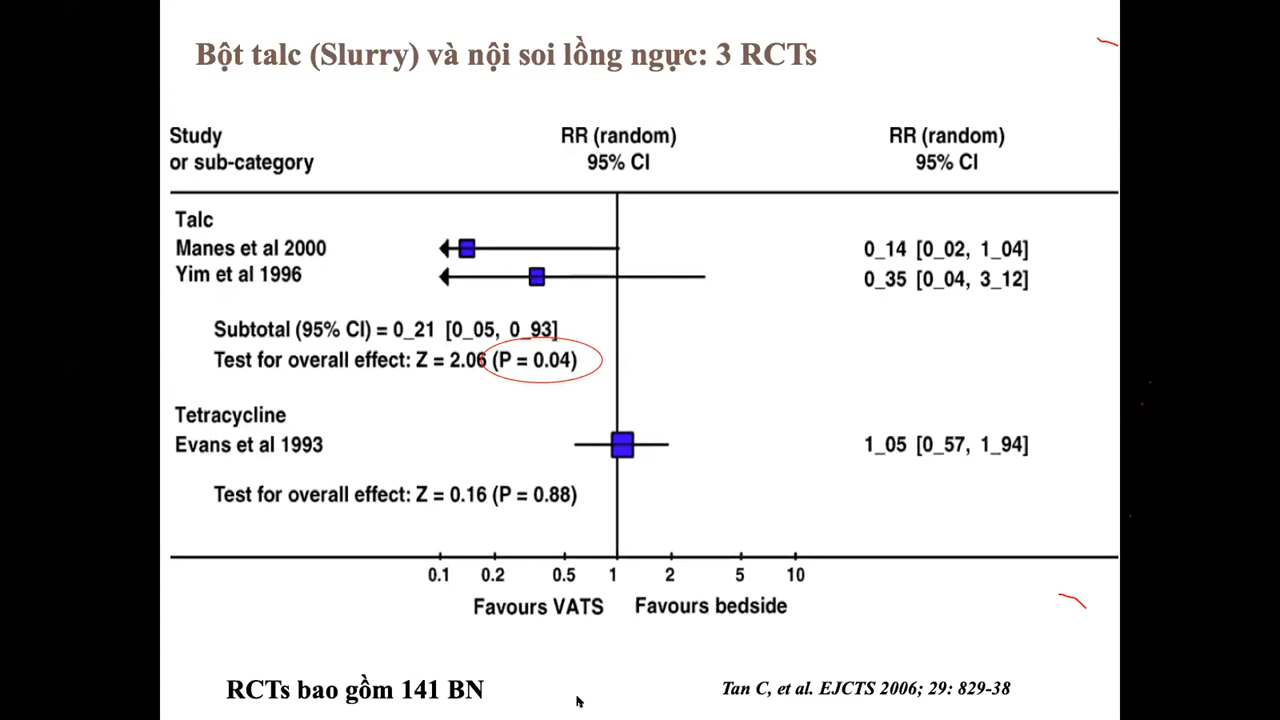 Bột talc (Slurry) và nội soi lồng ngực: 3 RCTs
Study RR (random) RR (random)
or sub-category 95% CI 95% CI
Talc
Manes et al 2000 0_14 [0_02, 1_04]
Yim et al 1996 0_35 [0_04, 3_12]
Subtotal (95% CI) = 0_21 [0_05, 0_93]
Test for overall effect: Z = 2.06 (P = 0.04)
Tetracycline
Evans et al 1993 1_05 [0_57, 1_94]
Test for overall effect: Z = 0.16 (P = 0.88)
0.1 0.2 0.5 1 2 5 10
Favours VATS Favours bedside
RCTs bao gồm 141 BN
Tan C, et al. EJCTS 2006; 29: 829-38